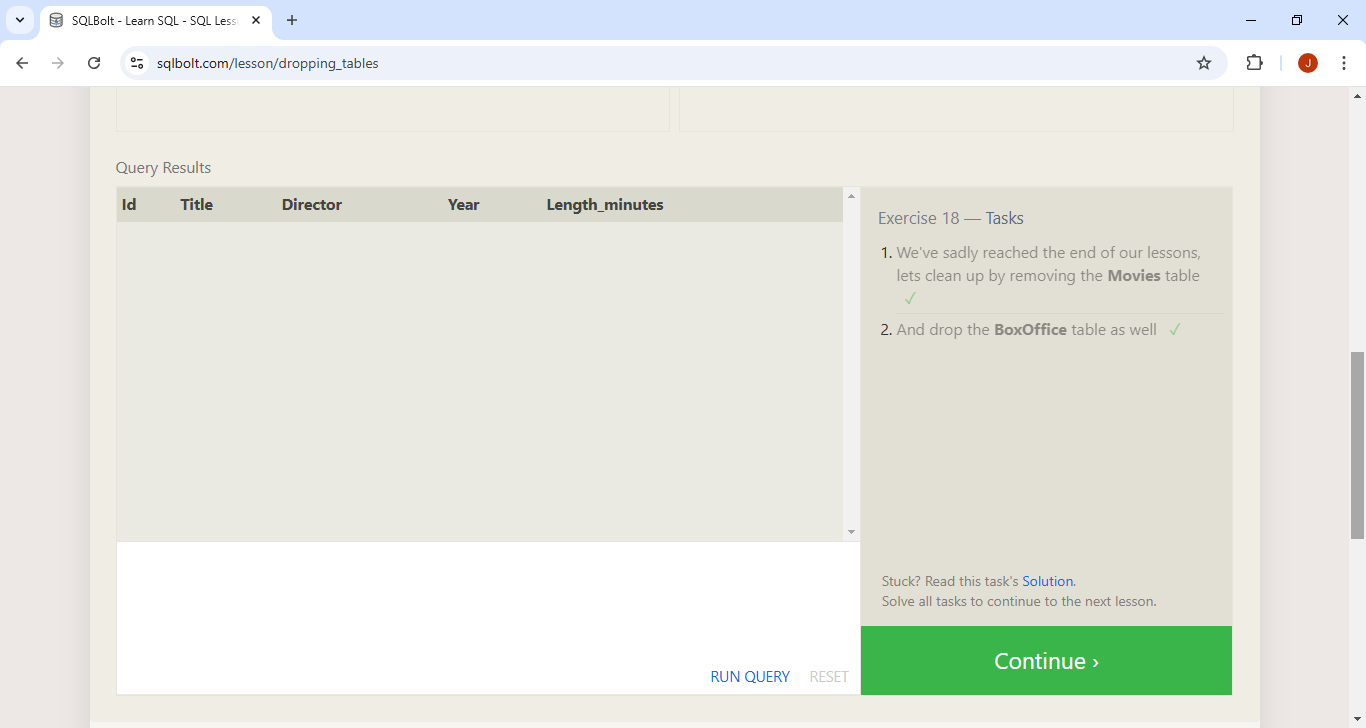 SQLBolt - Learn SQL - SQL Less
sqlbolt.com/lesson/dropping_tables
J
Query Results
Id Title Director Year Length_minutes
Exercise 18 — Tasks
1. We've sadly reached the end of our lessons,
lets clean up by removing the Movies table
✓
2. And drop the BoxOffice table as well ✓
Stuck? Read this task's Solution.
Solve all tasks to continue to the next lesson.
RUN QUERY RESET
Continue ›